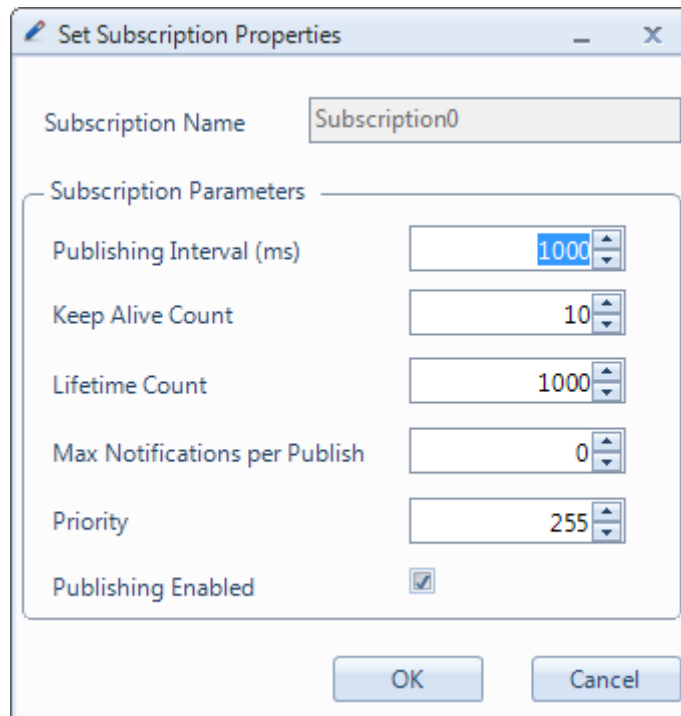 Set Subscription Properties
Subscription Name Subscription0
Subscription Parameters
Publishing Interval (ms) 1000
Keep Alive Count 10
Lifetime Count 1000
Max Notifications per Publish 0
Priority 255
Publishing Enabled
OK Cancel